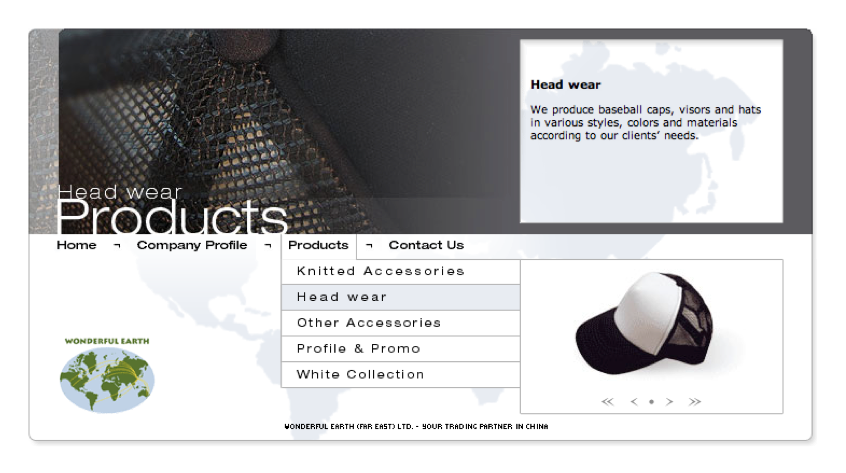 Head wear
We produce baseball caps, visors and hats
in various styles, colors and materials
according to our clients' needs.
Head wear
Products
Home ¬ Company Profile ¬ Products ¬ Contact Us
Knitted Accessories
Head wear
Other Accessories
Profile & Promo
White Collection
WONDERFUL EARTH
WONDERFUL EARTH (FAR EAST) LTD. - YOUR TRADING PARTNER IN CHINA